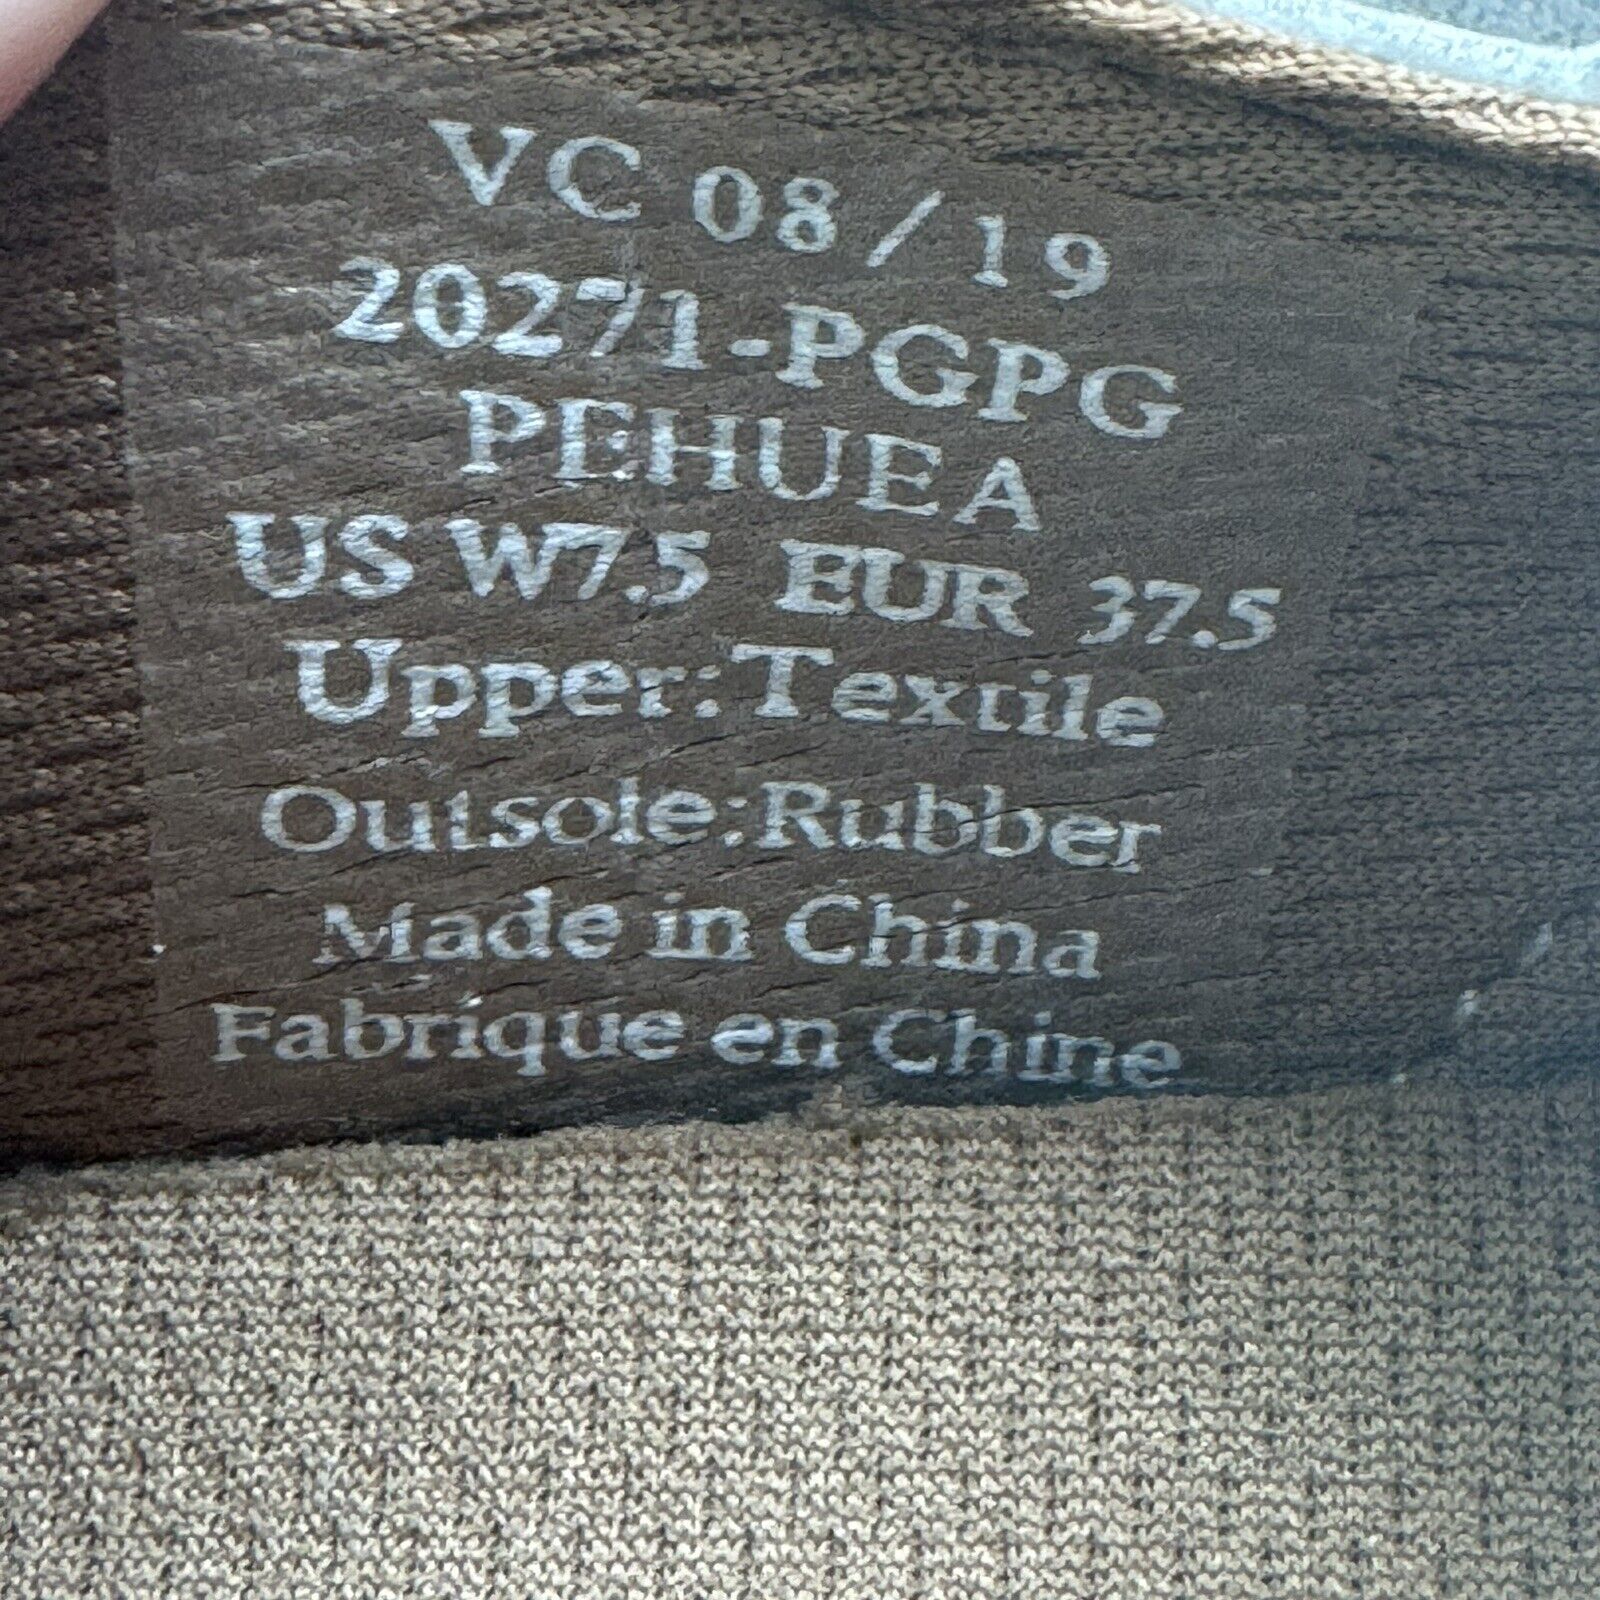 VC 08/19
20271-PGPG
PEHUEA
US W7.5 EUR 37.5
Upper:Textile
Outsole:Rubber
Made in China
Fabrique en Chine